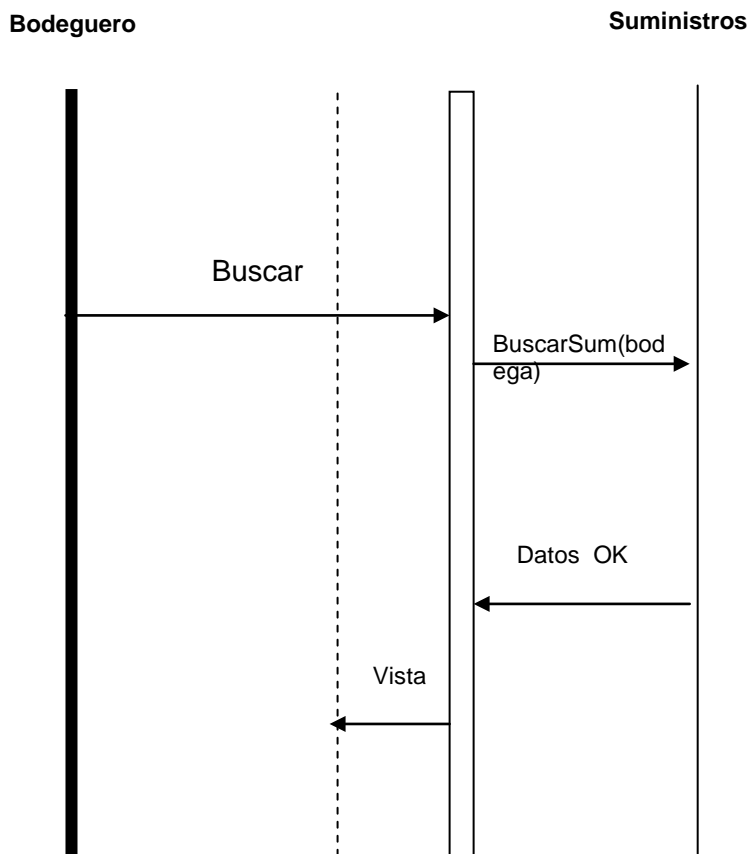 Bodeguero
Suministros
Buscar
BuscarSum(bod
ega)
Datos OK
Vista